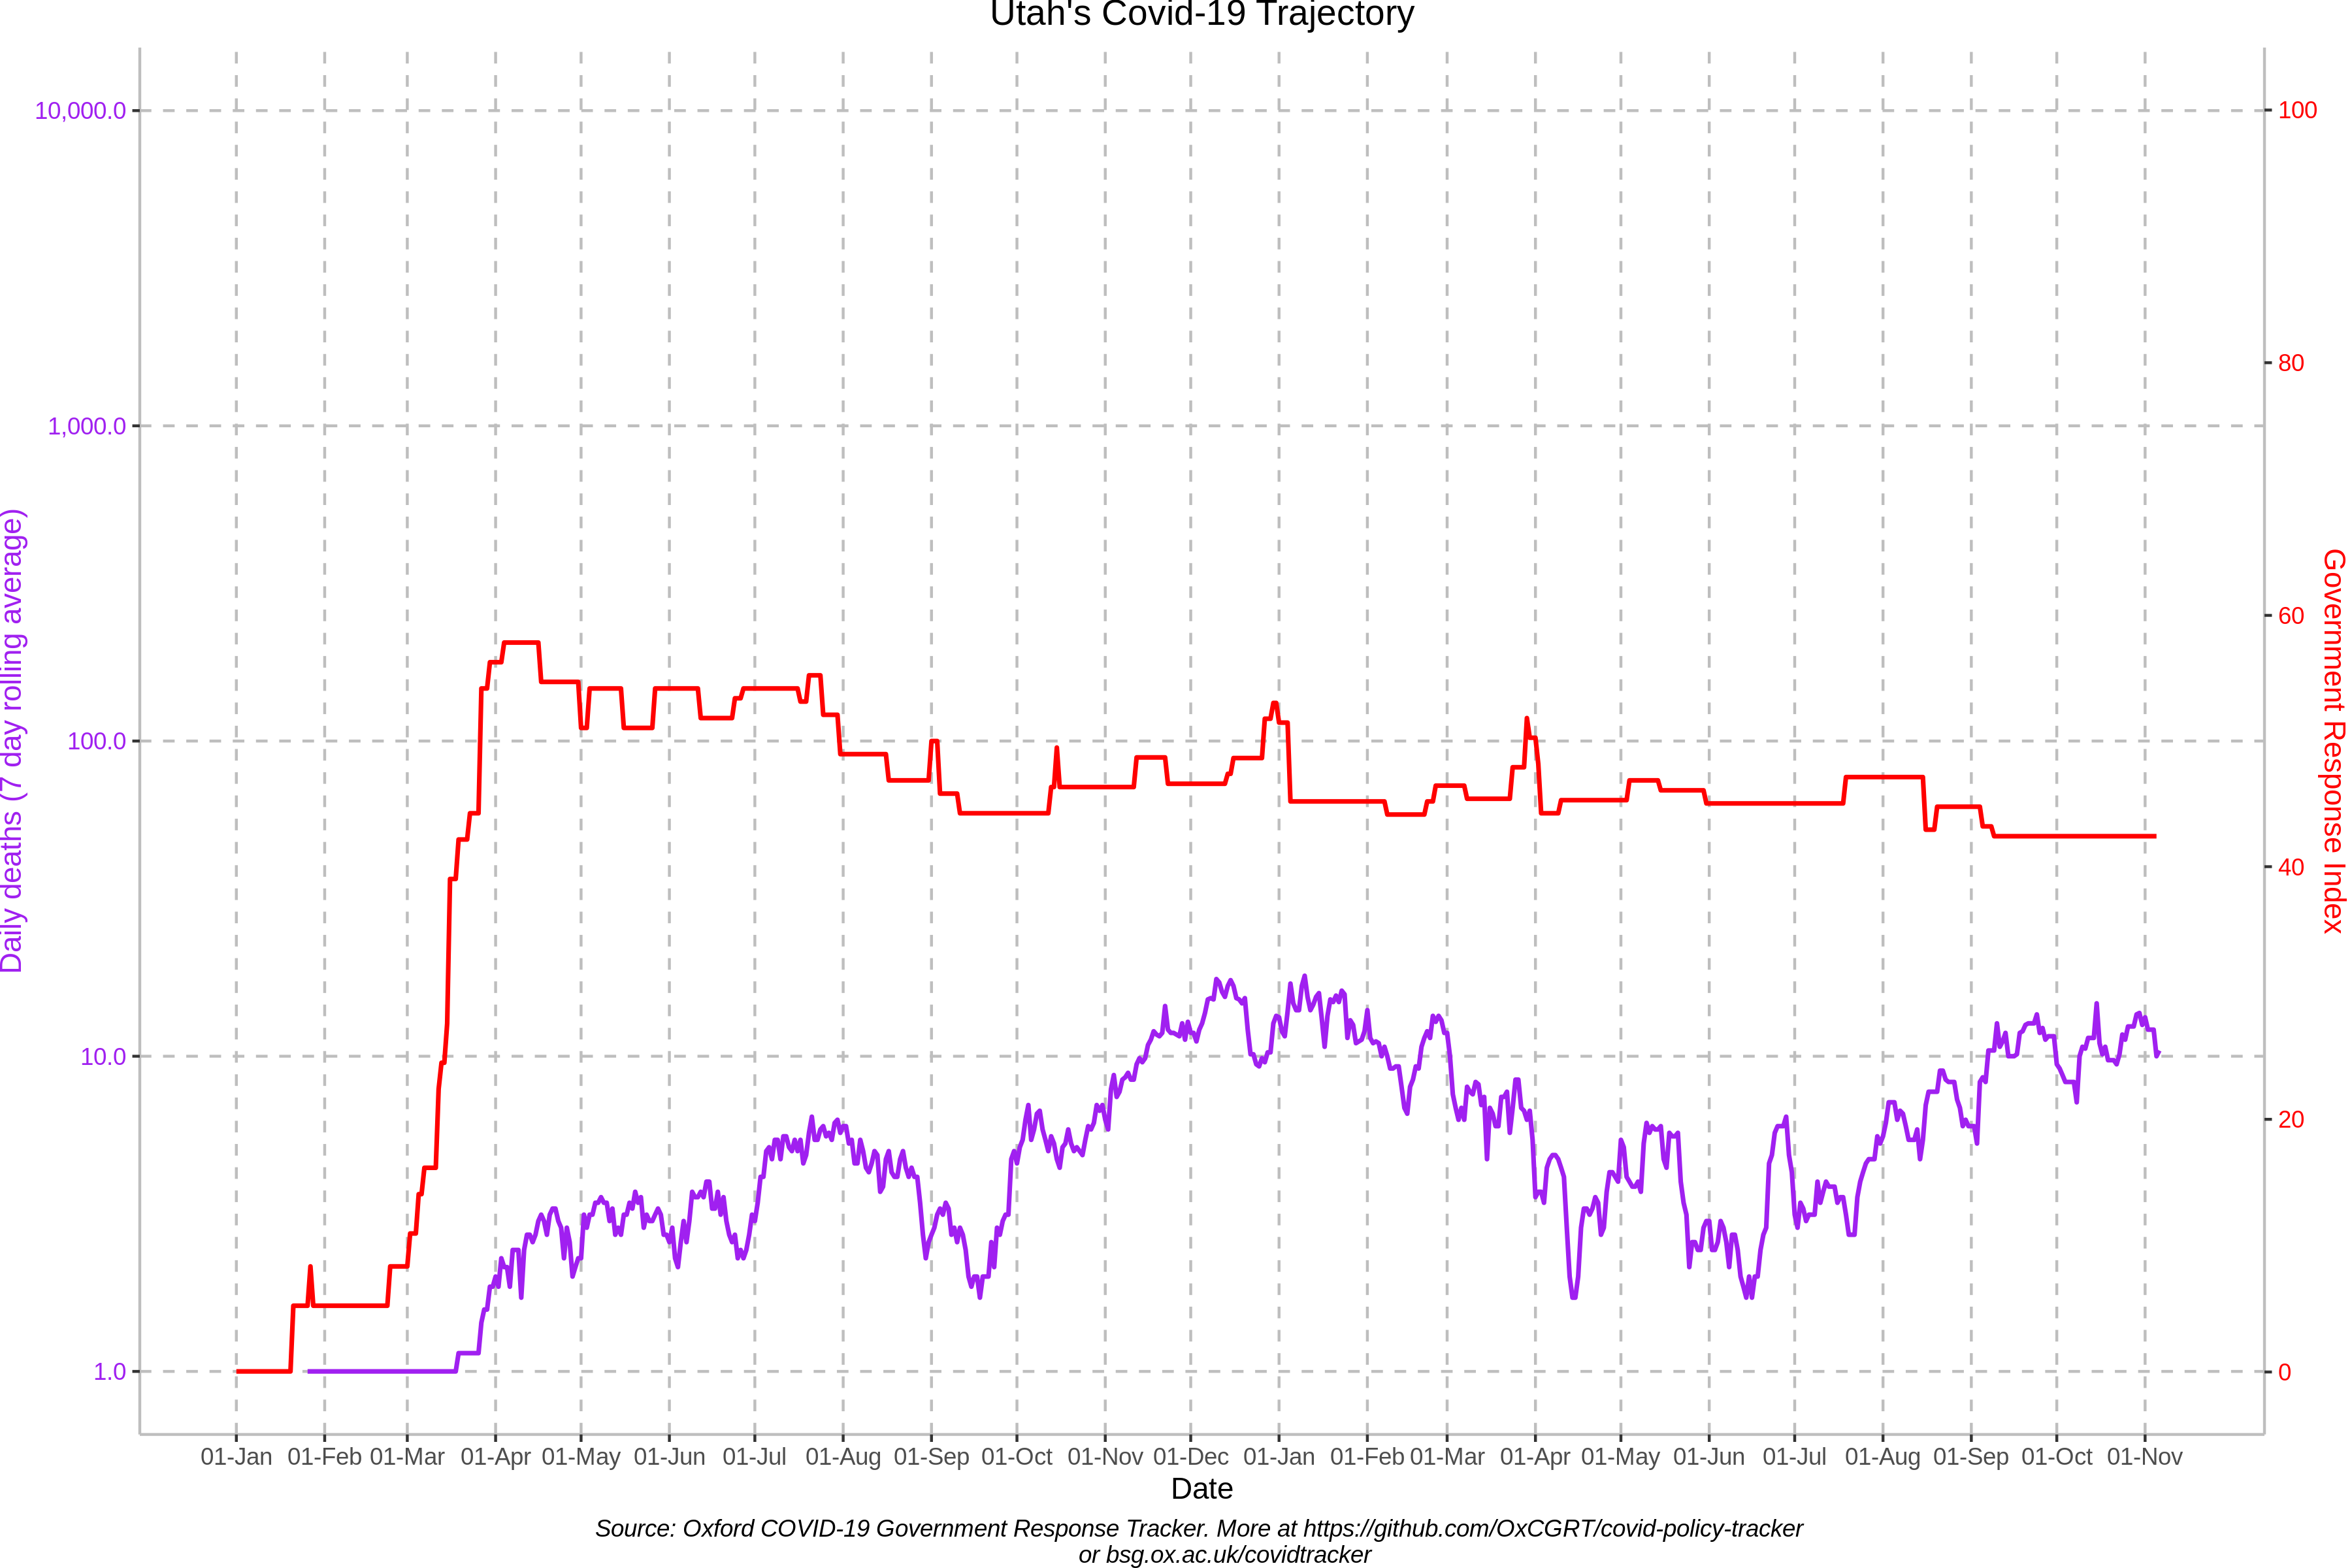 Utah's Covid-19 Trajectory
10,000.0
1,000.0
100.0
10.0
1.0
Daily deaths (7 day rolling average)
100
80
60
40
20
0
Government Response Index
01-Jan 01-Feb 01-Mar 01-Apr 01-May 01-Jun 01-Jul 01-Aug 01-Sep 01-Oct 01-Nov 01-Dec 01-Jan 01-Feb 01-Mar 01-Apr 01-May 01-Jun 01-Jul 01-Aug 01-Sep 01-Oct 01-Nov
Date
Source: Oxford COVID-19 Government Response Tracker. More at https://github.com/OxCGRT/covid-policy-tracker
or bsg.ox.ac.uk/covidtracker